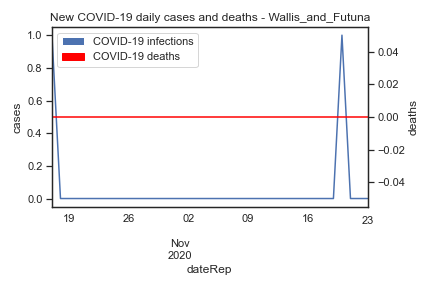 New COVID-19 daily cases and deaths - Wallis_and_Futuna
COVID-19 infections
COVID-19 deaths
1.0
0.8
0.6
0.4
0.2
0.0
cases
0.04
0.02
0.00
−0.02
−0.04
deaths
19 26 02 09 16 23
Nov
2020
dateRep